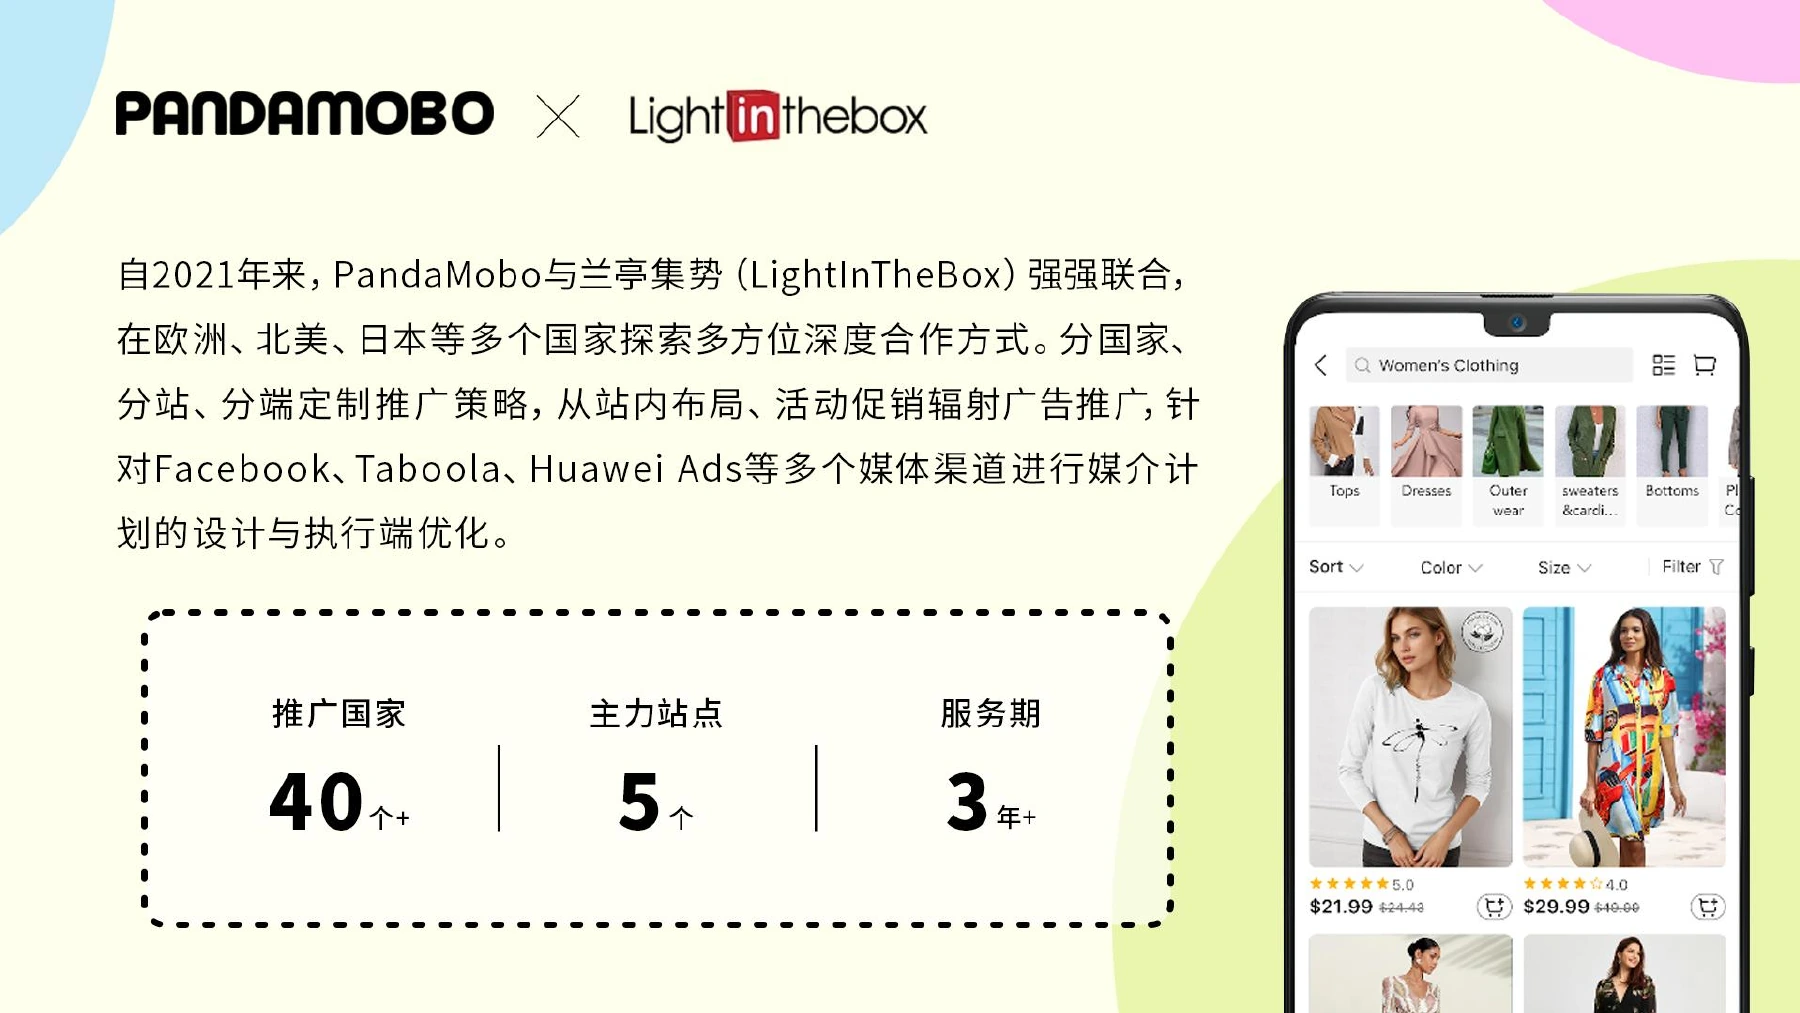 PANDAMOBO × Lightinthebox
自2021年来，PandaMobo与兰亭集势（LightInTheBox）强强联合，
在欧洲、北美、日本等多个国家探索多方位深度合作方式。分国家、
分站、分端定制推广策略，从站内布局、活动促销辐射广告推广，针
对Facebook、Taboola、Huawei Ads等多个媒体渠道进行媒介计
划的设计与执行端优化。
推广国家 主力站点 服务期
40个+ 5个 3年+
Women's Clothing
Tops Dresses Outer sweaters Bottoms Pl
wear &cardi... Co
Sort Color Size Filter
5.0 4.0
$21.99 $24.43 $29.99 $49.99